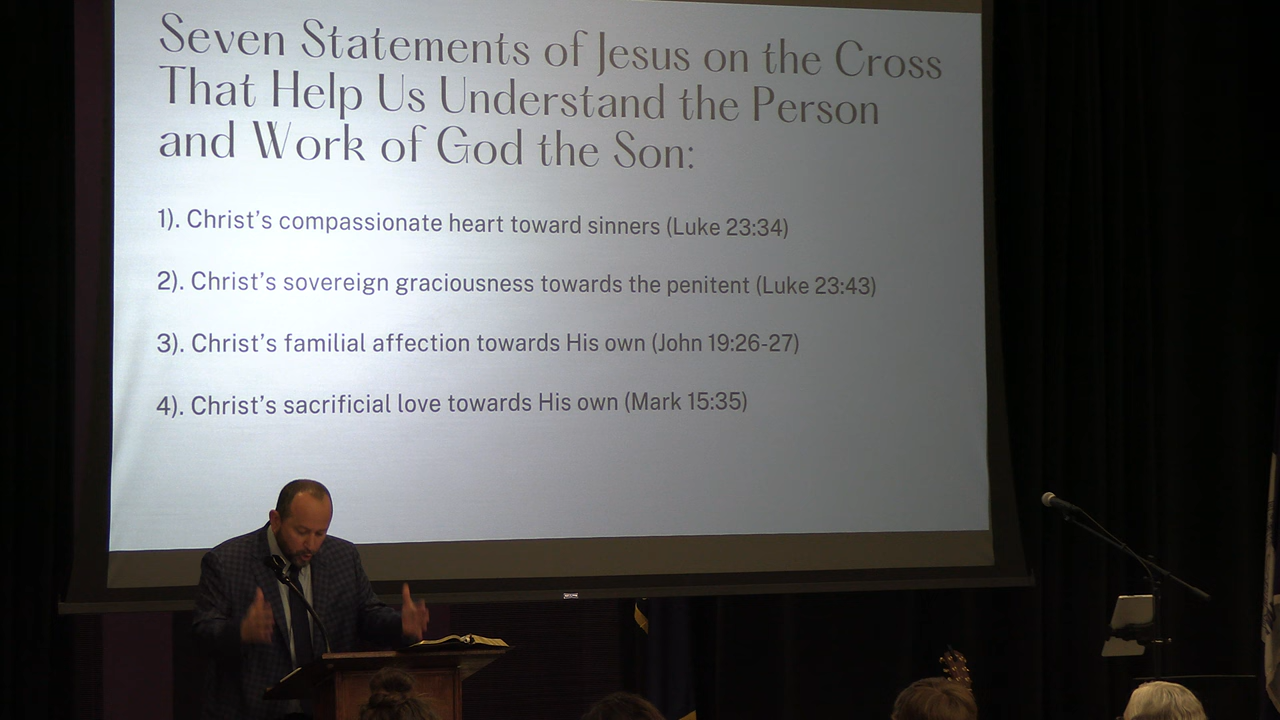 Seven Statements of Jesus on the Cross
That Help Us Understand the Person
and Work of God the Son:
1). Christ's compassionate heart toward sinners (Luke 23:34)
2). Christ's sovereign graciousness towards the penitent (Luke 23:43)
3). Christ's familial affection towards His own (John 19:26-27)
4). Christ's sacrificial love towards His own (Mark 15:35)